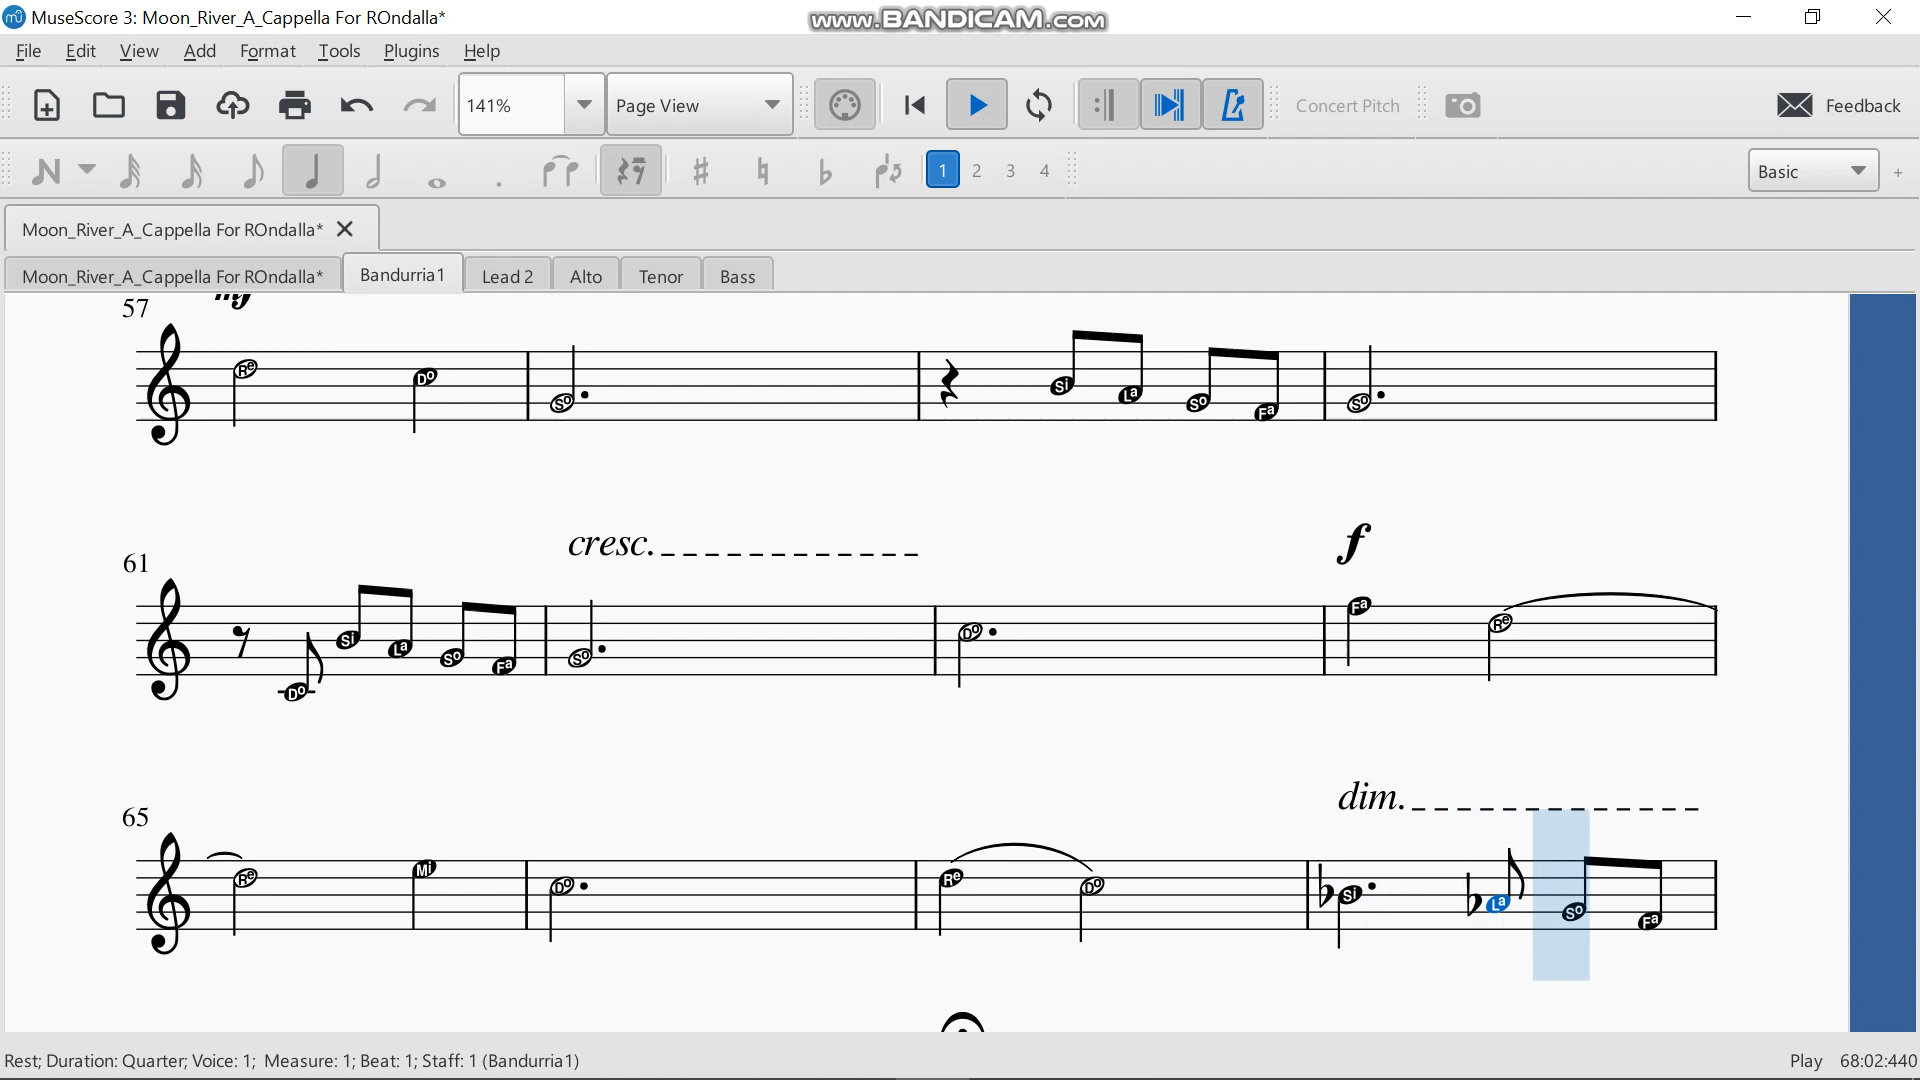 MuseScore 3: Moon_River_A_Cappella For ROndalla*
www.BANDICAM.com
File Edit View Add Format Tools Plugins Help
141% Page View Concert Pitch Feedback
1 2 3 4 Basic +
Moon_River_A_Cappella For ROndalla*
Moon_River_A_Cappella For ROndalla* Bandurria1 Lead 2 Alto Tenor Bass
57 mf
Re Do So Si La So Fa So
cresc. f
61
Do Si La So Fa So Do Fa Re
dim.
65
Re Mi Do Re Do Si La So Fa
Rest; Duration: Quarter; Voice: 1; Measure: 1; Beat: 1; Staff: 1 (Bandurria1) Play 68:02:440